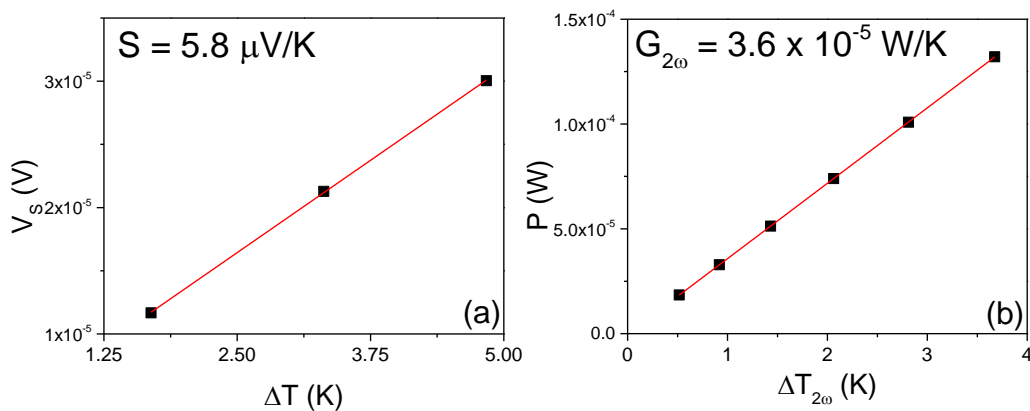 S = 5.8 μV/K
3x10⁻⁵
2x10⁻⁵
1x10⁻⁵
V_S (V)
1.25 2.50 3.75 5.00
ΔT (K)
(a)
G₂ω = 3.6 x 10⁻⁵ W/K
1.5x10⁻⁴
1.0x10⁻⁴
5.0x10⁻⁵
0.0
P (W)
0 1 2 3 4
ΔT₂ω (K)
(b)